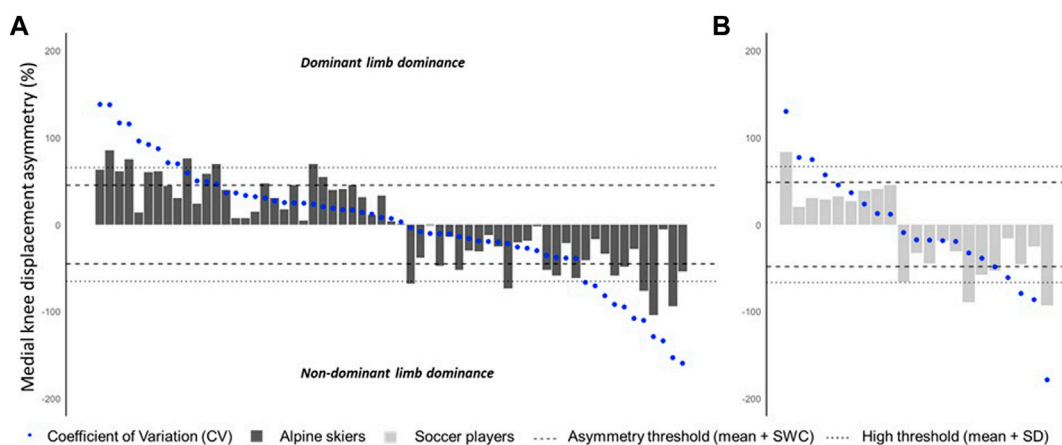 A
B
Medial knee displacement asymmetry (%)
200
Dominant limb dominance
100
0
-100
Non-dominant limb dominance
-200
200
100
0
-100
-200
Coefficient of Variation (CV) Alpine skiers Soccer players Asymmetry threshold (mean + SWC) High threshold (mean + SD)